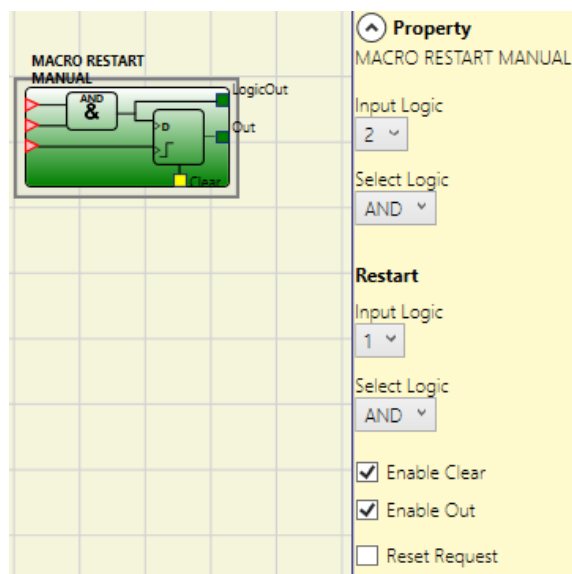 MACRO RESTART
MANUAL
AND
&
LogicOut
D
Out
Clear
Property
MACRO RESTART MANUAL
Input Logic
2
Select Logic
AND
Restart
Input Logic
1
Select Logic
AND
Enable Clear
Enable Out
Reset Request